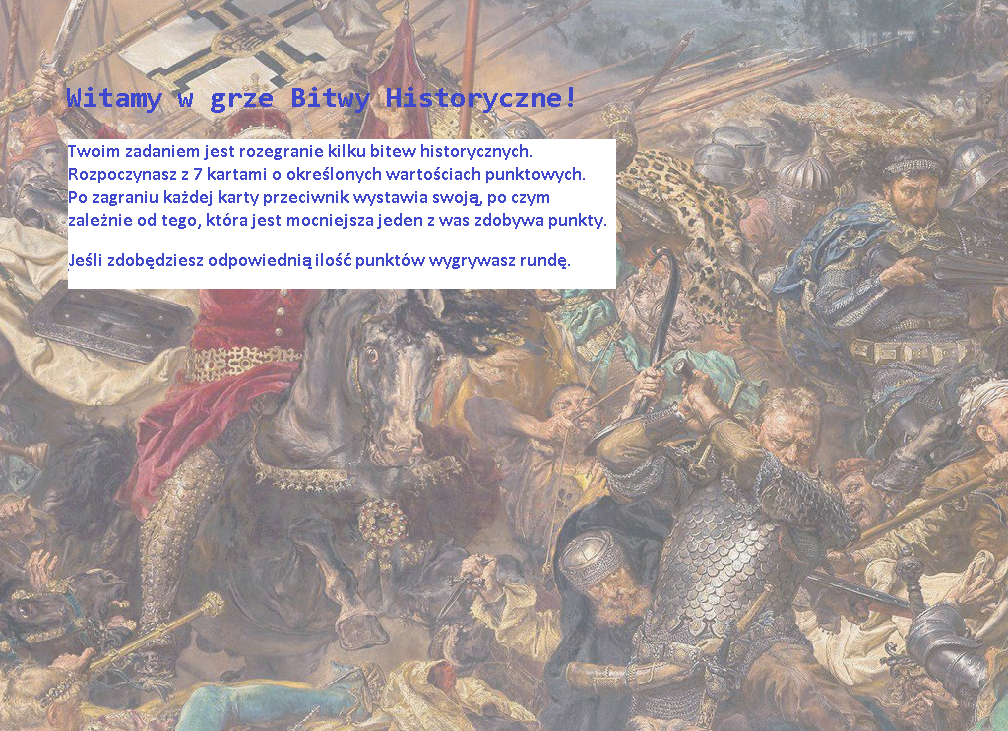 Witamy w grze Bitwy Historyczne!
Twoim zadaniem jest rozegranie kilku bitew historycznych.
Rozpoczynasz z 7 kartami o określonych wartościach punktowych.
Po zagraniu każdej karty przeciwnik wystawia swoją, po czym
zależnie od tego, która jest mocniejsza jeden z was zdobywa punkty.
Jeśli zdobędziesz odpowiednią ilość punktów wygrywasz rundę.